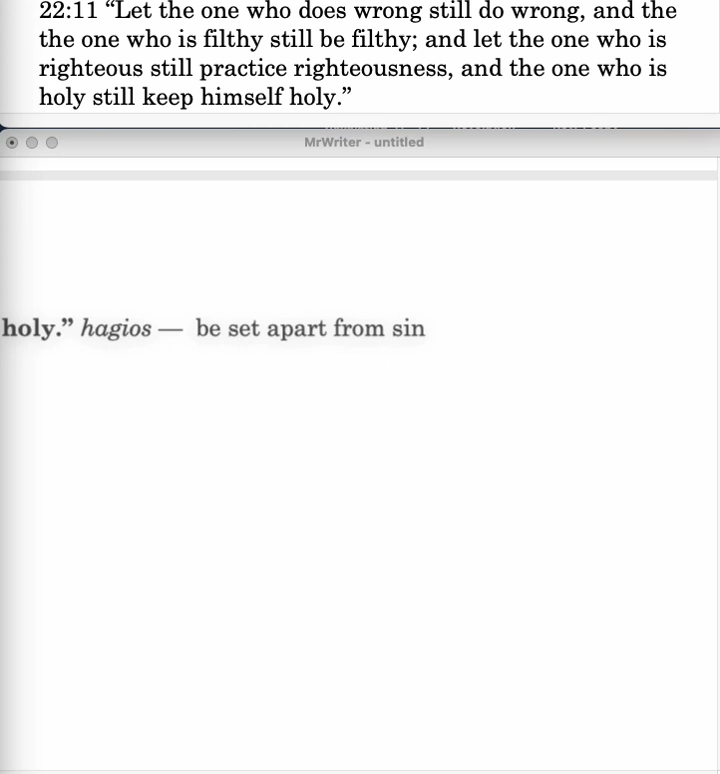 22:11 “Let the one who does wrong still do wrong, and the
the one who is filthy still be filthy; and let the one who is
righteous still practice righteousness, and the one who is
holy still keep himself holy.”
MrWriter - untitled
holy.” hagios — be set apart from sin